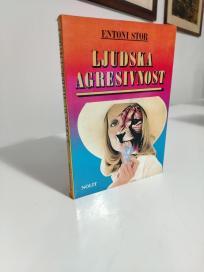 ENTONI STOR
LJUDSKA
AGRESIVNOST
NOLIT